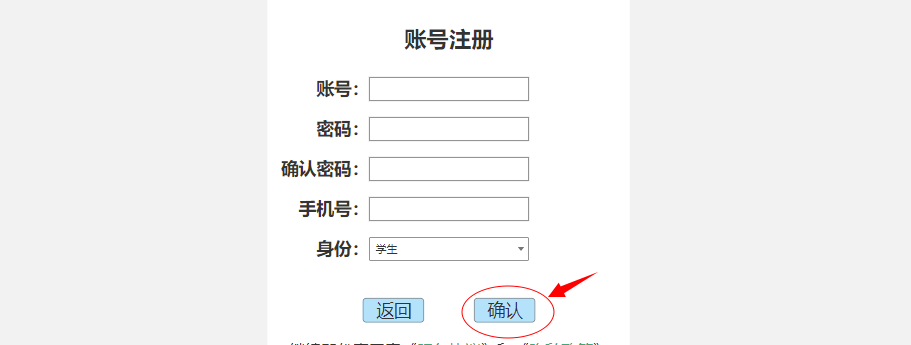 账号注册
账号：
密码：
确认密码：
手机号：
身份： 学生
返回 确认